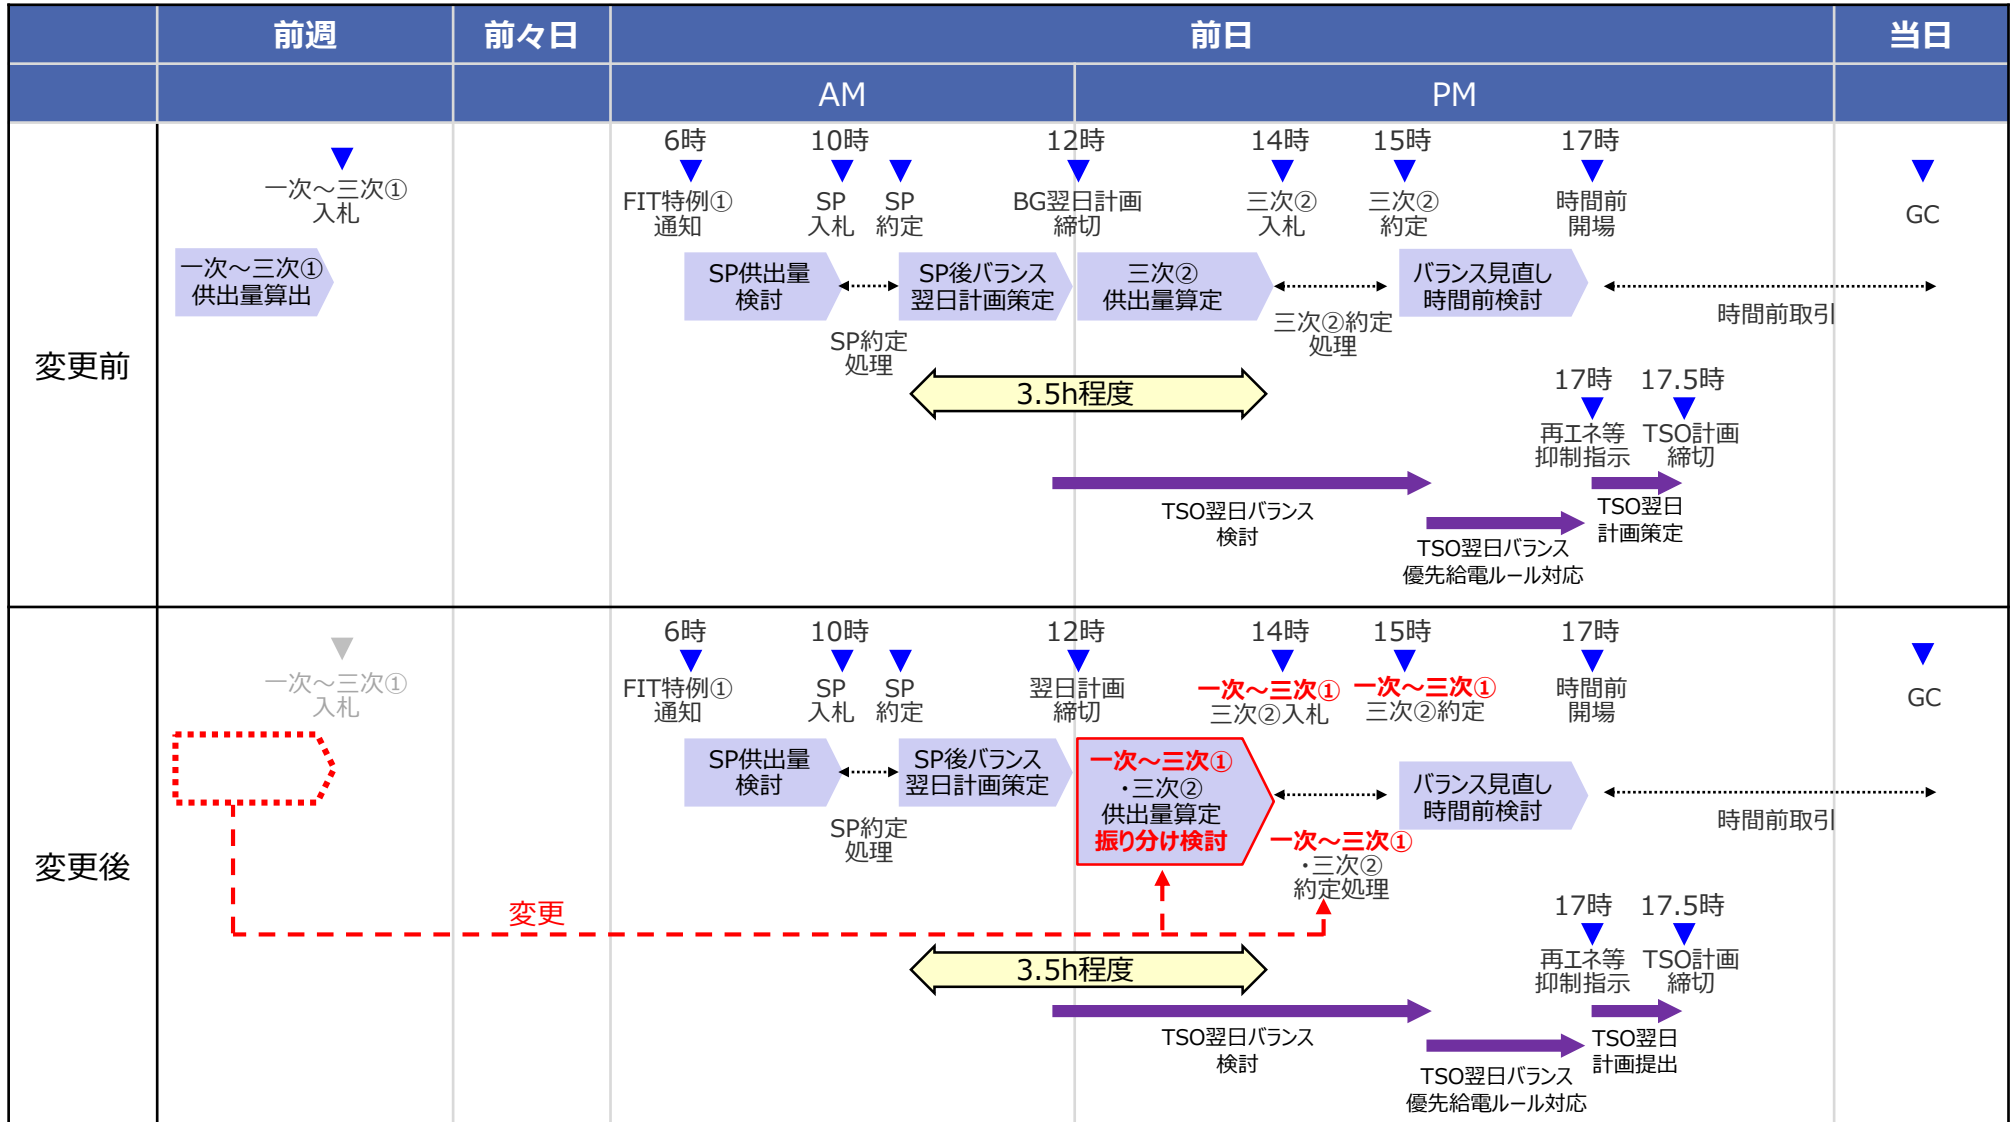 前週
前々日
前日
当日
AM
PM
変更前
一次～三次①
入札
6時
FIT特例①
通知
10時
SP
入札
SP
約定
12時
BG翌日計画
締切
14時
三次②
入札
15時
三次②
約定
17時
時間前
開場
GC
一次～三次①
供出量算出
SP供出量
検討
SP約定
処理
SP後バランス
翌日計画策定
三次②
供出量算定
三次②約定
処理
バランス見直し
時間前検討
時間前取引
3.5h程度
17時
再エネ等
抑制指示
17.5時
TSO計画
締切
TSO翌日バランス
検討
TSO翌日バランス
優先給電ルール対応
TSO翌日
計画策定
変更後
一次～三次①
入札
6時
FIT特例①
通知
10時
SP
入札
SP
約定
12時
翌日計画
締切
14時
一次～三次①
三次②入札
15時
一次～三次①
三次②約定
17時
時間前
開場
GC
SP供出量
検討
SP約定
処理
SP後バランス
翌日計画策定
一次～三次①
・三次②
供出量算定
振り分け検討
一次～三次①
・三次②
約定処理
バランス見直し
時間前検討
時間前取引
変更
3.5h程度
17時
再エネ等
抑制指示
17.5時
TSO計画
締切
TSO翌日バランス
検討
TSO翌日バランス
優先給電ルール対応
TSO翌日
計画提出